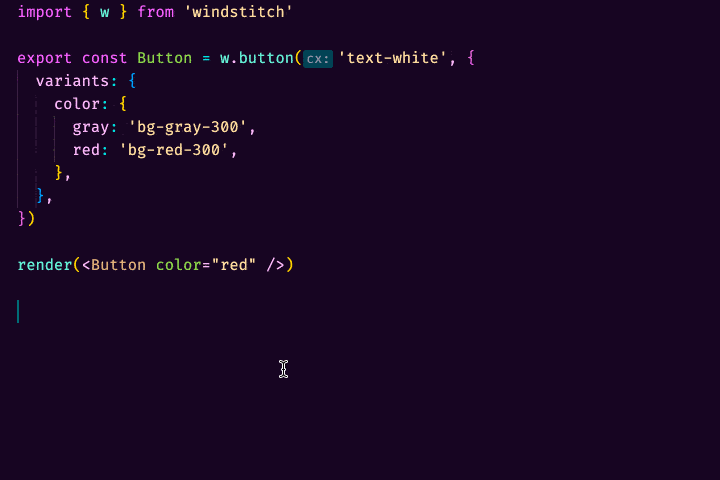 import { w } from 'windstitch'
export const Button = w.button(cx: 'text-white', {
variants: {
color: {
gray: 'bg-gray-300',
red: 'bg-red-300',
},
},
})
render(<Button color="red" />)